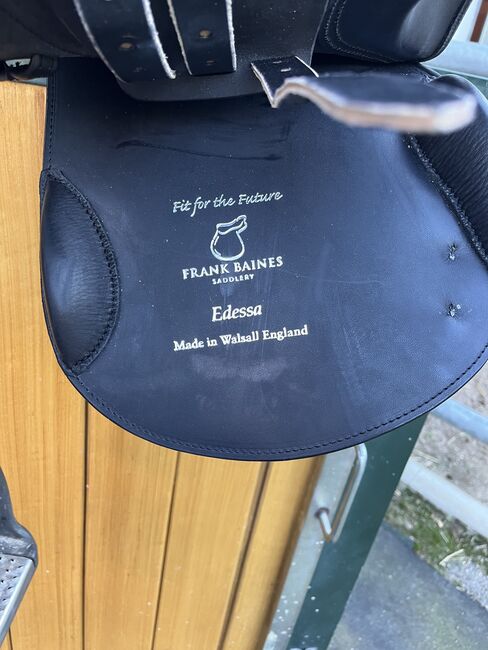 Fit for the Future
FRANK BAINES
SADDLERY
Edessa
Made in Walsall England